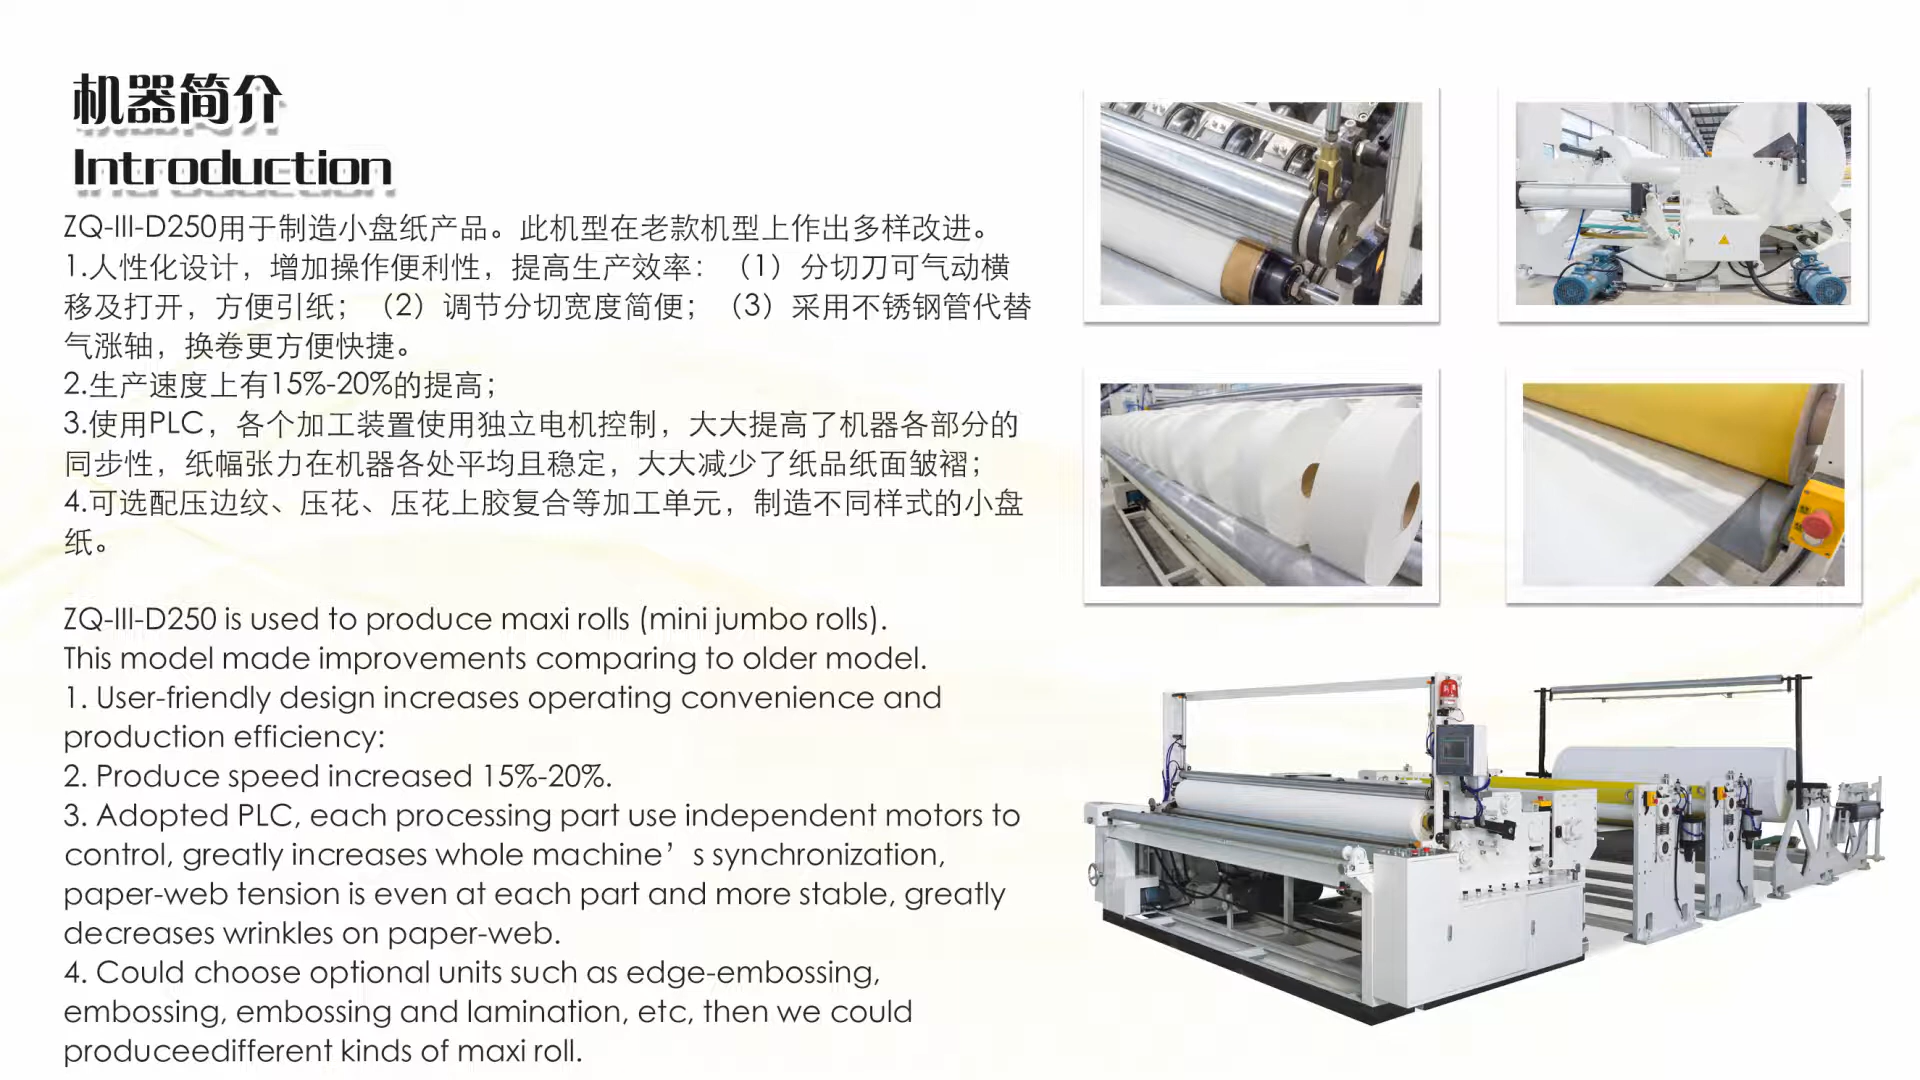 机器简介
Introduction
ZQ-III-D250用于制造小盘纸产品。此机型在老款机型上作出多样改进。
1.人性化设计，增加操作便利性，提高生产效率：（1）分切刀可气动横
移及打开，方便引纸；（2）调节分切宽度简便；（3）采用不锈钢管代替
气涨轴，换卷更方便快捷。
2.生产速度上有15%-20%的提高；
3.使用PLC，各个加工装置使用独立电机控制，大大提高了机器各部分的
同步性，纸幅张力在机器各处平均且稳定，大大减少了纸品纸面皱褶；
4.可选配压边纹、压花、压花上胶复合等加工单元，制造不同样式的小盘
纸。
ZQ-III-D250 is used to produce maxi rolls (mini jumbo rolls).
This model made improvements comparing to older model.
1. User-friendly design increases operating convenience and
production efficiency:
2. Produce speed increased 15%-20%.
3. Adopted PLC, each processing part use independent motors to
control, greatly increases whole machine’s synchronization,
paper-web tension is even at each part and more stable, greatly
decreases wrinkles on paper-web.
4. Could choose optional units such as edge-embossing,
embossing, embossing and lamination, etc, then we could
produceedifferent kinds of maxi roll.